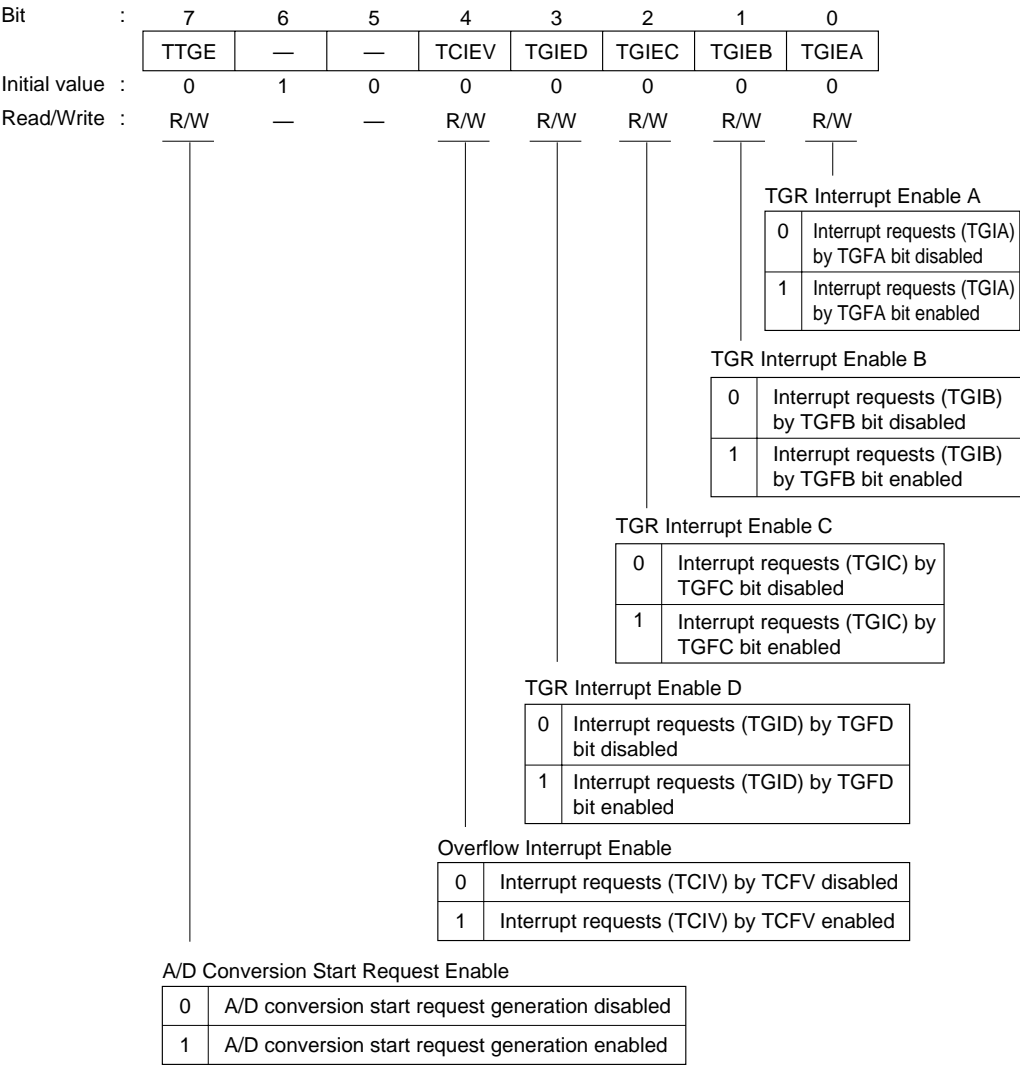 Bit : 7 6 5 4 3 2 1 0
TTGE — — TCIEV TGIED TGIEC TGIEB TGIEA
Initial value : 0 1 0 0 0 0 0 0
Read/Write : R/W — — R/W R/W R/W R/W R/W
TGR Interrupt Enable A
0 Interrupt requests (TGIA)
by TGFA bit disabled
1 Interrupt requests (TGIA)
by TGFA bit enabled
TGR Interrupt Enable B
0 Interrupt requests (TGIB)
by TGFB bit disabled
1 Interrupt requests (TGIB)
by TGFB bit enabled
TGR Interrupt Enable C
0 Interrupt requests (TGIC) by
TGFC bit disabled
1 Interrupt requests (TGIC) by
TGFC bit enabled
TGR Interrupt Enable D
0 Interrupt requests (TGID) by TGFD
bit disabled
1 Interrupt requests (TGID) by TGFD
bit enabled
Overflow Interrupt Enable
0 Interrupt requests (TCIV) by TCFV disabled
1 Interrupt requests (TCIV) by TCFV enabled
A/D Conversion Start Request Enable
0 A/D conversion start request generation disabled
1 A/D conversion start request generation enabled